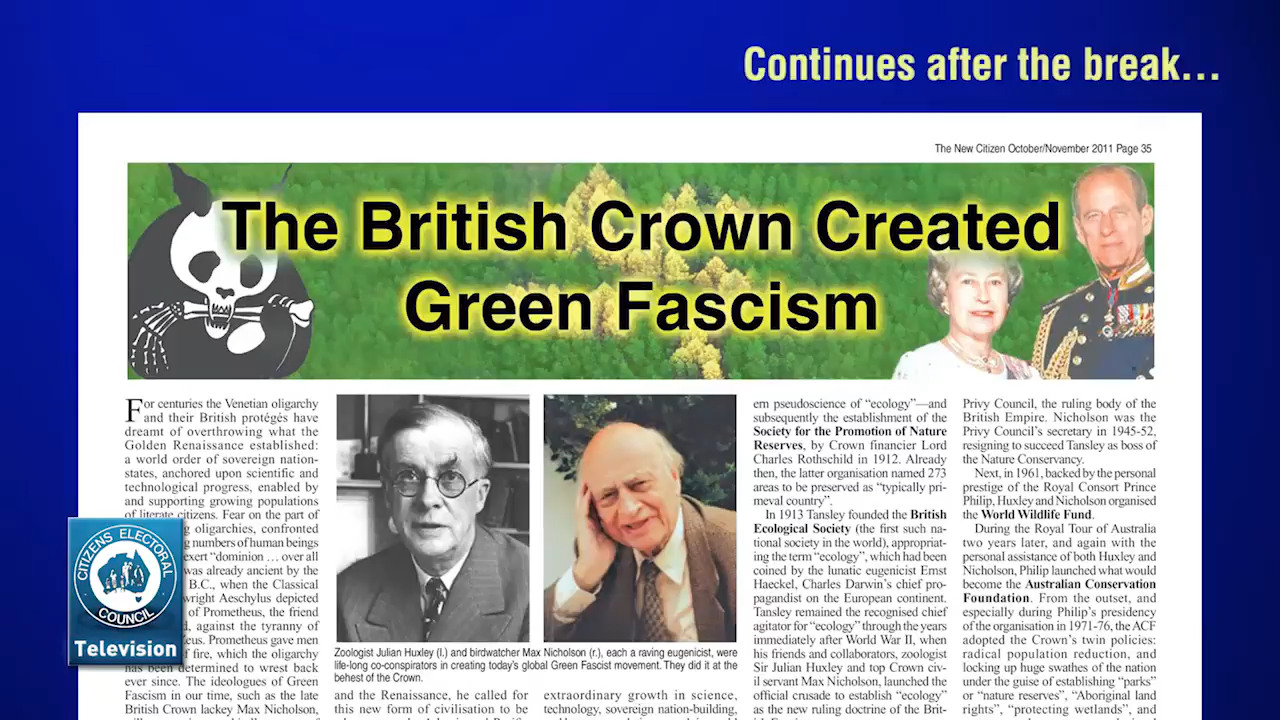 Continues after the break...
The New Citizen October/November 2011 Page 35
The British Crown Created
Green Fascism
For centuries the Venetian oligarchy
and their British protégés have
dreamt of overthrowing what the
Golden Renaissance established:
a world order of sovereign nation-
states, anchored upon scientific and
technological progress, enabled by
and supporting growing populations
of literate citizens. Fear on the part of
oligarchies, confronted
numbers of human beings
exert “dominion … over all
was already ancient by the
B.C., when the Classical
wright Aeschylus depicted
of Prometheus, the friend
against the tyranny of
Zeus. Prometheus gave men
of fire, which the oligarchy
has been determined to wrest back
ever since. The ideologues of Green
Fascism in our time, such as the late
British Crown lackey Max Nicholson,
Zoologist Julian Huxley (l.) and birdwatcher Max Nicholson (r.), each a raving eugenicist, were
life-long co-conspirators in creating today’s global Green Fascist movement. They did it at the
behest of the Crown.
and the Renaissance, he called for
this new form of civilisation to be
extraordinary growth in science,
technology, sovereign nation-building,
ern pseudoscience of “ecology”—and
subsequently the establishment of the
Society for the Promotion of Nature
Reserves, by Crown financier Lord
Charles Rothschild in 1912. Already
then, the latter organisation named 273
areas to be preserved as “typically pri-
meval country”.
In 1913 Tansley founded the British
Ecological Society (the first such na-
tional society in the world), appropriat-
ing the term “ecology”, which had been
coined by the lunatic eugenicist Ernst
Haeckel, Charles Darwin’s chief pro-
pagandist on the European continent.
Tansley remained the recognised chief
agitator for “ecology” through the years
immediately after World War II, when
his friends and collaborators, zoologist
Sir Julian Huxley and top Crown civ-
il servant Max Nicholson, launched the
official crusade to establish “ecology”
as the new ruling doctrine of the Brit-
Privy Council, the ruling body of the
British Empire. Nicholson was the
Privy Council’s secretary in 1945-52,
resigning to succeed Tansley as boss of
the Nature Conservancy.
Next, in 1961, backed by the personal
prestige of the Royal Consort Prince
Philip, Huxley and Nicholson organised
the World Wildlife Fund.
During the Royal Tour of Australia
two years later, and again with the
personal assistance of both Huxley and
Nicholson, Philip launched what would
become the Australian Conservation
Foundation. From the outset, and
especially during Philip’s presidency
of the organisation in 1971-76, the ACF
adopted the Crown’s twin policies:
radical population reduction, and
locking up huge swathes of the nation
under the guise of establishing “parks”
or “nature reserves”, “Aboriginal land
rights”, “protecting wetlands”, and
CITIZENS ELECTORAL
COUNCIL
Television